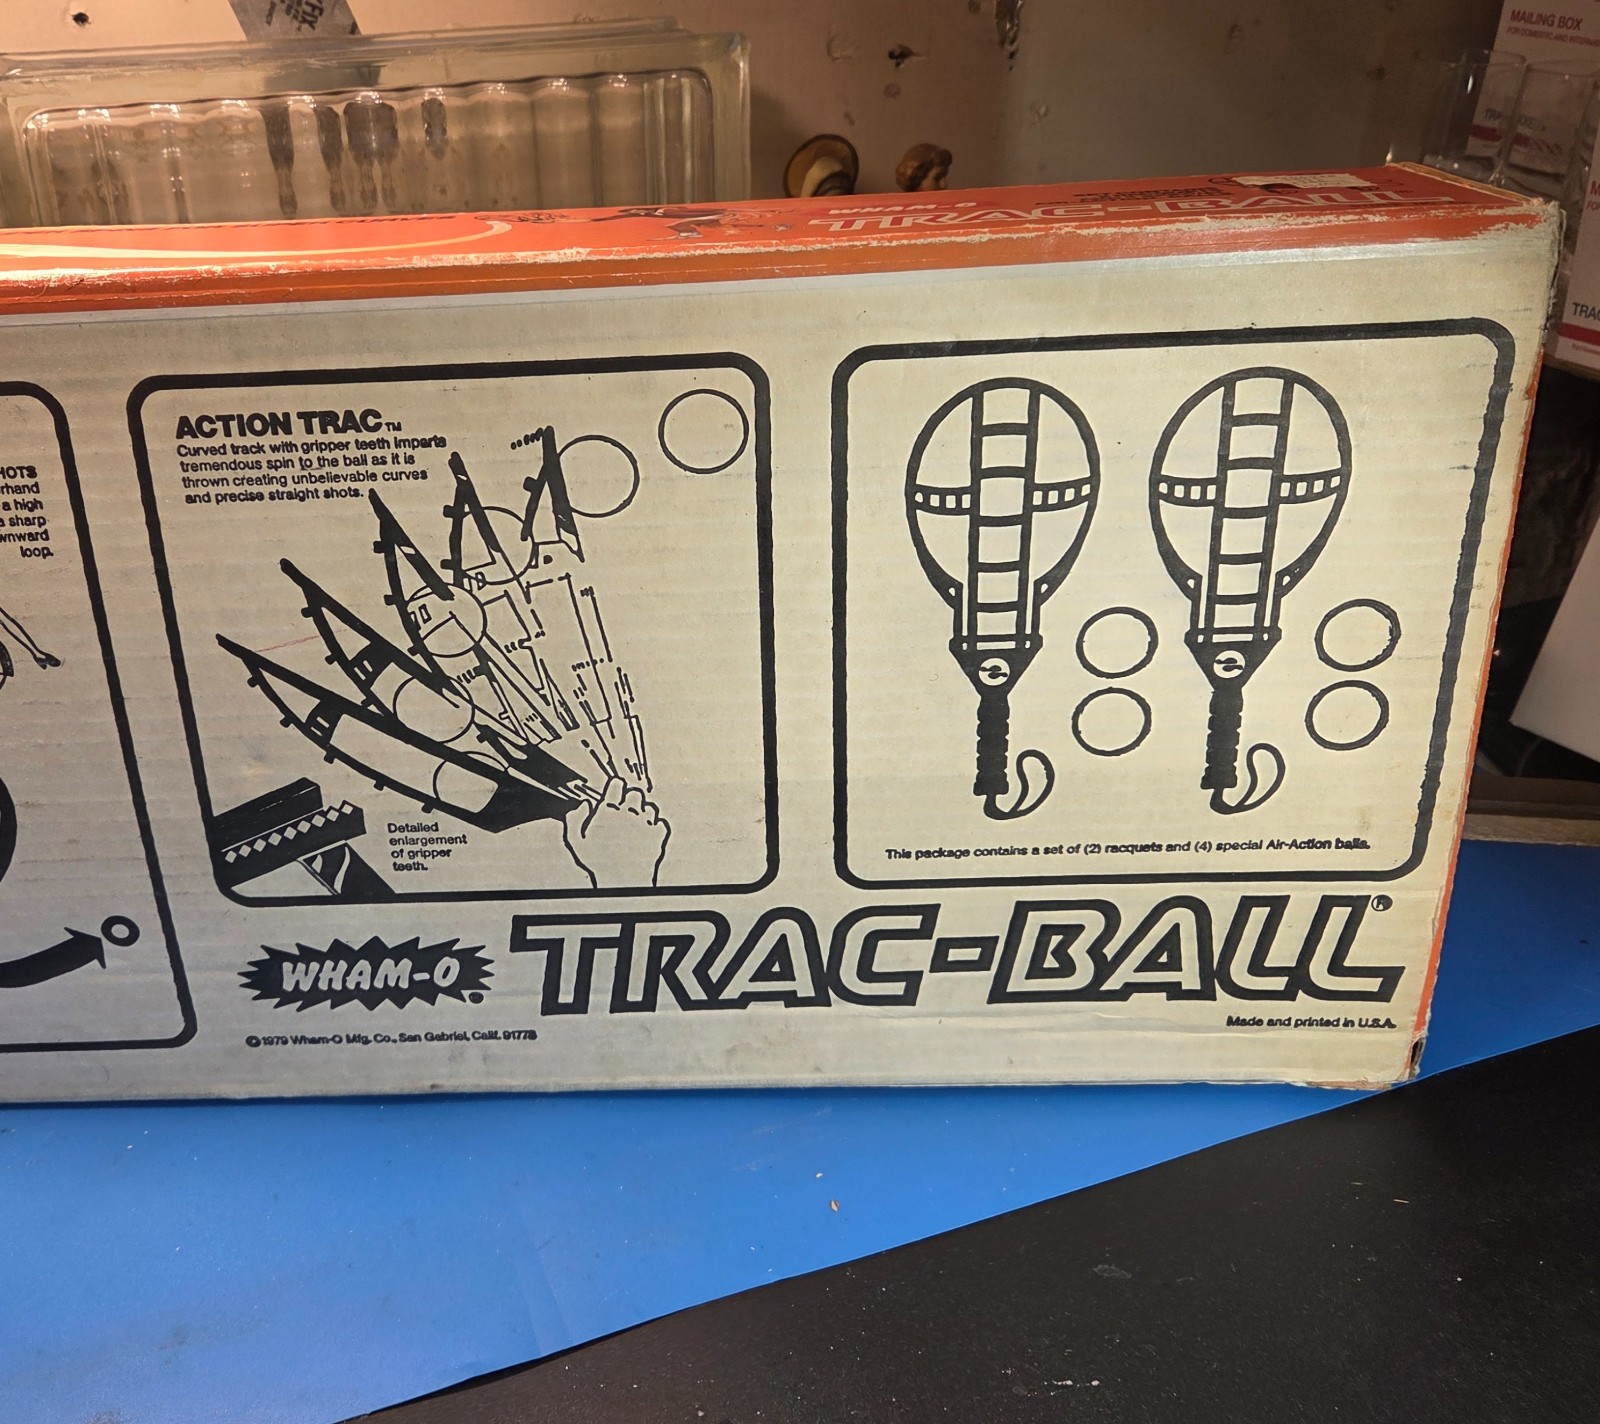 MAILING BOX
WHAM-O
TRAC-BALL
HOTS
rhand
a high
a sharp
wnward
loop.
ACTION TRAC TM
Curved track with gripper teeth imparts
tremendous spin to the ball as it is
thrown creating unbelievable curves
and precise straight shots.
Detailed
enlargement
of gripper
teeth.
This package contains a set of (2) racquets and (4) special Air-Action balls.
WHAM-O®
TRAC-BALL®
© 1979 Wham-O Mfg. Co., San Gabriel, Calif. 91778
Made and printed in U.S.A.